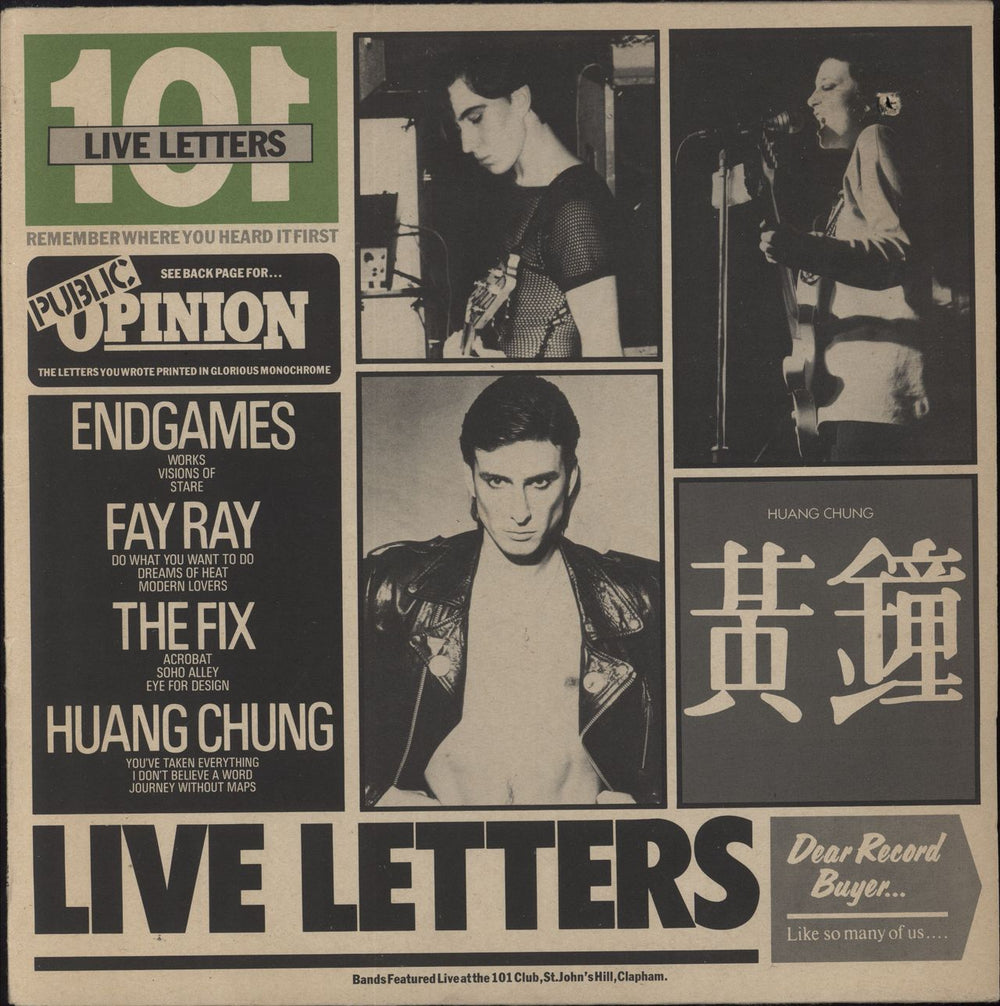 101
LIVE LETTERS
REMEMBER WHERE YOU HEARD IT FIRST
SEE BACK PAGE FOR...
PUBLIC
OPINION
THE LETTERS YOU WROTE PRINTED IN GLORIOUS MONOCHROME
ENDGAMES
WORKS
VISIONS OF
STARE
FAY RAY
DO WHAT YOU WANT TO DO
DREAMS OF HEAT
MODERN LOVERS
THE FIX
ACROBAT
SOHO ALLEY
EYE FOR DESIGN
HUANG CHUNG
YOU'VE TAKEN EVERYTHING
I DON'T BELIEVE A WORD
JOURNEY WITHOUT MAPS
HUANG CHUNG
黃鐘
LIVE LETTERS
Dear Record
Buyer...
Like so many of us....
Bands Featured Live at the 101 Club, St. John's Hill, Clapham.